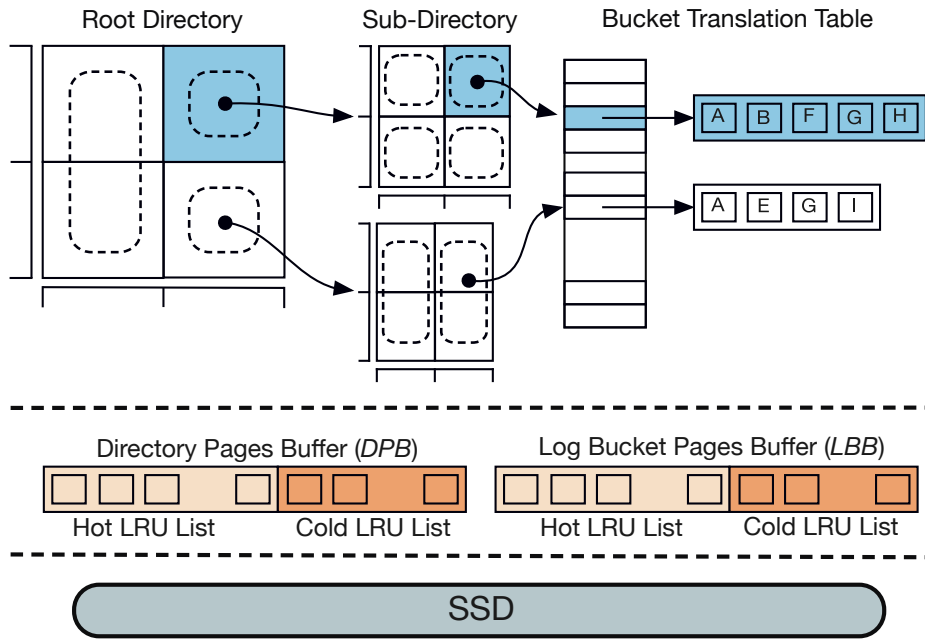 Root Directory
Sub-Directory
Bucket Translation Table
A B F G H
A E G I
Directory Pages Buffer (DPB)
Log Bucket Pages Buffer (LBB)
Hot LRU List
Cold LRU List
Hot LRU List
Cold LRU List
SSD